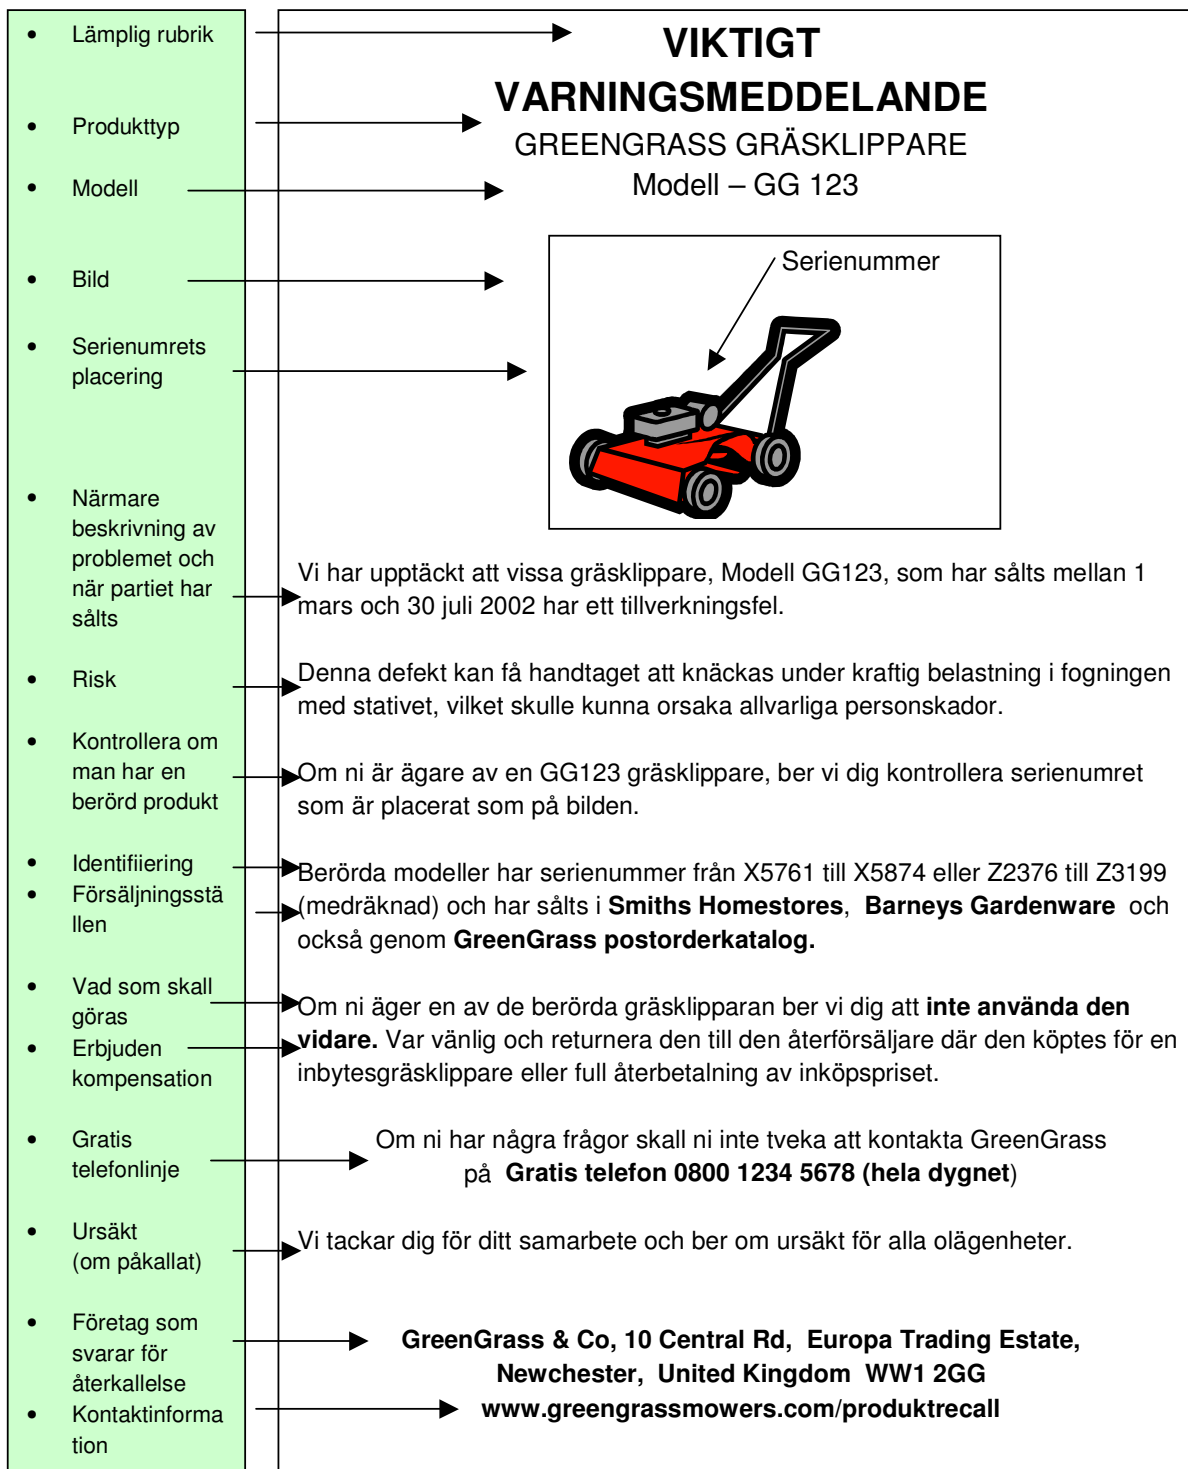 • Lämplig rubrik
• Produkttyp
• Modell
• Bild
• Serienumrets
placering
• Närmare
beskrivning av
problemet och
när partiet har
sålts
• Risk
• Kontrollera om
man har en
berörd produkt
• Identifiiering
• Försäljningsstä
llen
• Vad som skall
göras
• Erbjuden
kompensation
• Gratis
telefonlinje
• Ursäkt
(om påkallat)
• Företag som
svarar för
återkallelse
• Kontaktinforma
tion
VIKTIGT
VARNINGSMEDDELANDE
GREENGRASS GRÄSKLIPPARE
Modell – GG 123
Serienummer
Vi har upptäckt att vissa gräsklippare, Modell GG123, som har sålts mellan 1
mars och 30 juli 2002 har ett tillverkningsfel.
Denna defekt kan få handtaget att knäckas under kraftig belastning i fogningen
med stativet, vilket skulle kunna orsaka allvarliga personskador.
Om ni är ägare av en GG123 gräsklippare, ber vi dig kontrollera serienumret
som är placerat som på bilden.
Berörda modeller har serienummer från X5761 till X5874 eller Z2376 till Z3199
(medräknad) och har sålts i Smiths Homestores, Barneys Gardenware och
också genom GreenGrass postorderkatalog.
Om ni äger en av de berörda gräsklipparan ber vi dig att inte använda den
vidare. Var vänlig och returnera den till den återförsäljare där den köptes för en
inbytesgräsklippare eller full återbetalning av inköpspriset.
Om ni har några frågor skall ni inte tveka att kontakta GreenGrass
på Gratis telefon 0800 1234 5678 (hela dygnet)
Vi tackar dig för ditt samarbete och ber om ursäkt för alla olägenheter.
GreenGrass & Co, 10 Central Rd, Europa Trading Estate,
Newchester, United Kingdom WW1 2GG
www.greengrassmowers.com/produktrecall